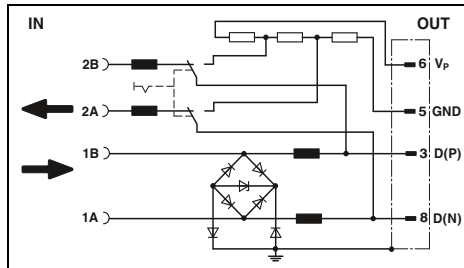 IN OUT
2B 6 VP
2A 5 GND
1B 3 D(P)
1A 8 D(N)